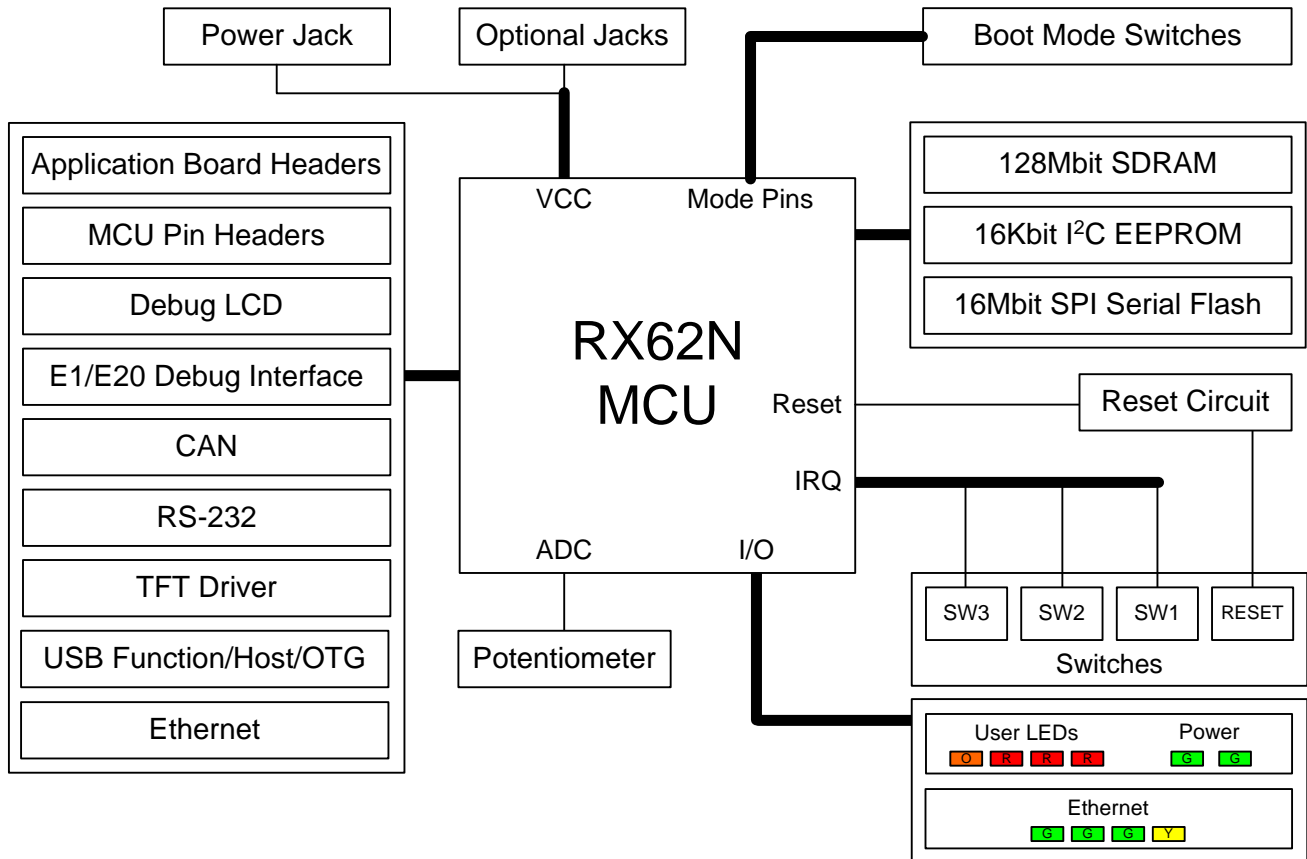 Power Jack
Optional Jacks
Boot Mode Switches
Application Board Headers
MCU Pin Headers
Debug LCD
E1/E20 Debug Interface
CAN
RS-232
TFT Driver
USB Function/Host/OTG
Ethernet
VCC
Mode Pins
RX62N
MCU
Reset
IRQ
ADC
I/O
Potentiometer
128Mbit SDRAM
16Kbit I²C EEPROM
16Mbit SPI Serial Flash
Reset Circuit
SW3
SW2
SW1
RESET
Switches
User LEDs
Power
O R R R
G G
Ethernet
G G G Y